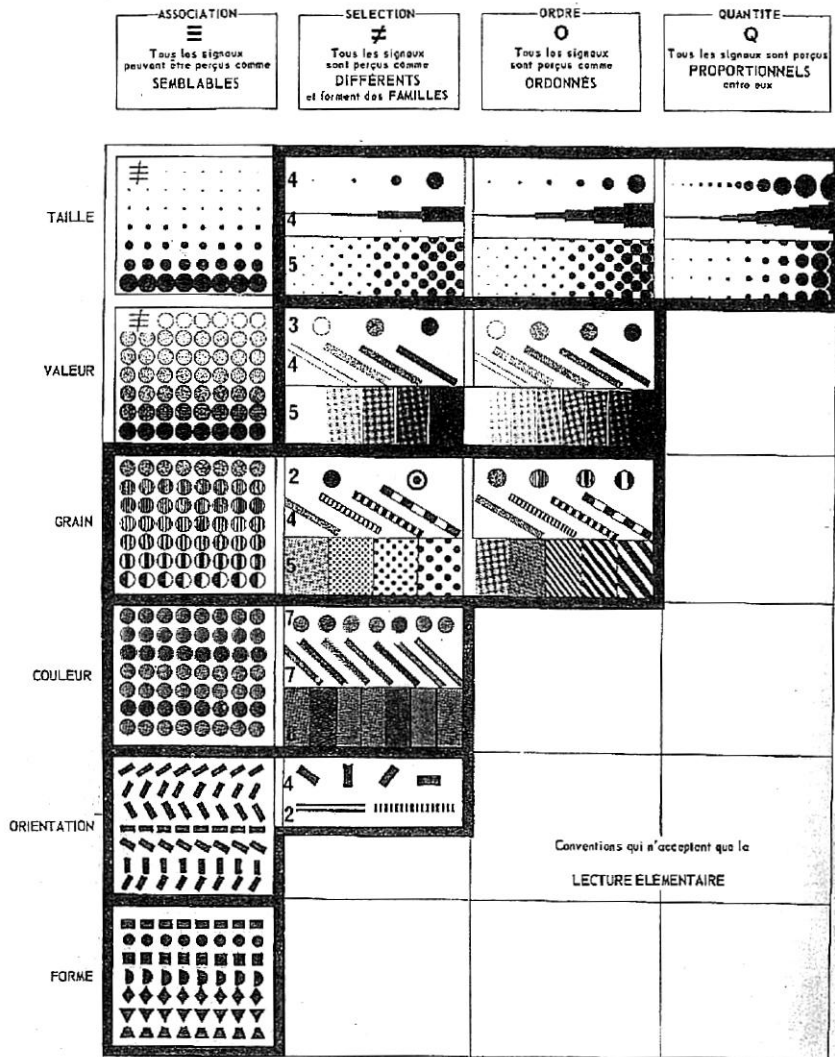 ASSOCIATION
≡
Tous les signaux
peuvent être perçus comme
SEMBLABLES
SELECTION
≠
Tous les signaux
sont perçus comme
DIFFÉRENTS
et forment des FAMILLES
ORDRE
O
Tous les signaux
sont perçus comme
ORDONNÉS
QUANTITE
Q
Tous les signaux sont perçus
PROPORTIONNELS
entre eux
TAILLE
≢
4
4
5
VALEUR
≢
3
4
5
GRAIN
2
4
5
COULEUR
7
7
ORIENTATION
4
2
Conventions qui n'acceptent que la
LECTURE ÉLÉMENTAIRE
FORME